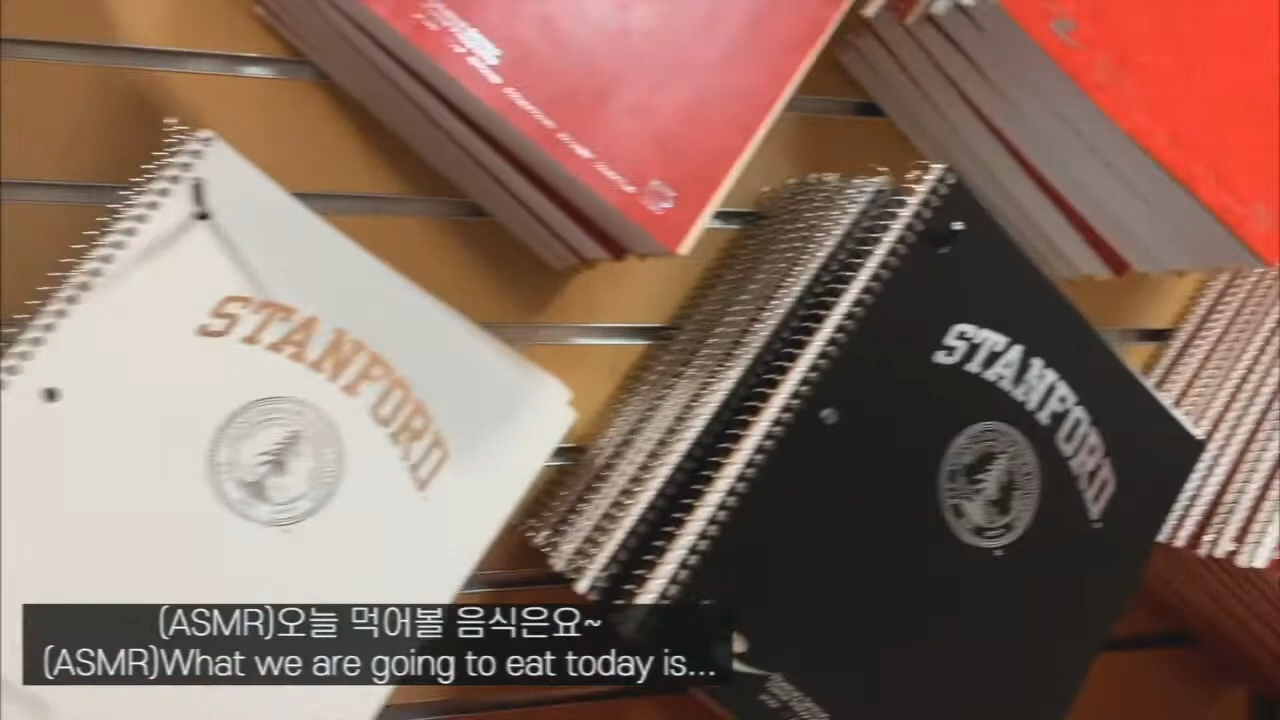 STANFORD
STANFORD
(ASMR)오늘 먹어볼 음식은요~
(ASMR)What we are going to eat today is...